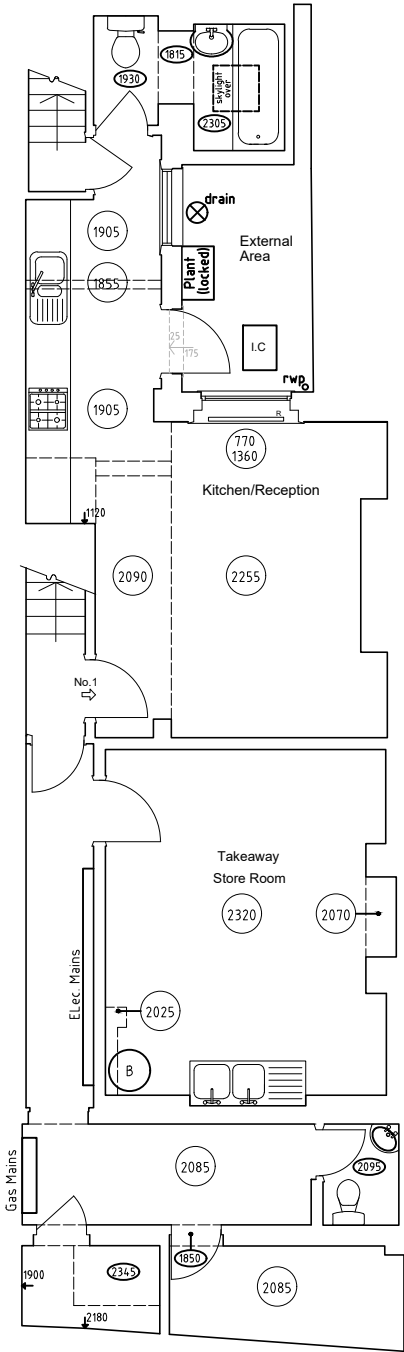 1815
1930
skylight
over
2305
drain
1905
External
Area
1855
Plant
(locked)
25
175
I.C
rwp
1905
R
770
1360
Kitchen/Reception
1120
2090
2255
No.1
Takeaway
Store Room
2320
2070
ELec. Mains
2025
B
Gas Mains
2085
2095
1850
2345
1900
2085
2180